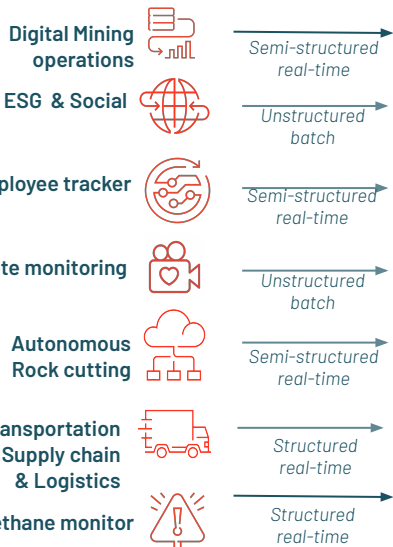 Digital Mining
operations
Semi-structured
real-time
ESG & Social
Unstructured
batch
ployee tracker
Semi-structured
real-time
te monitoring
Unstructured
batch
Autonomous
Rock cutting
Semi-structured
real-time
ansportation
Supply chain
& Logistics
Structured
real-time
ethane monitor
Structured
real-time